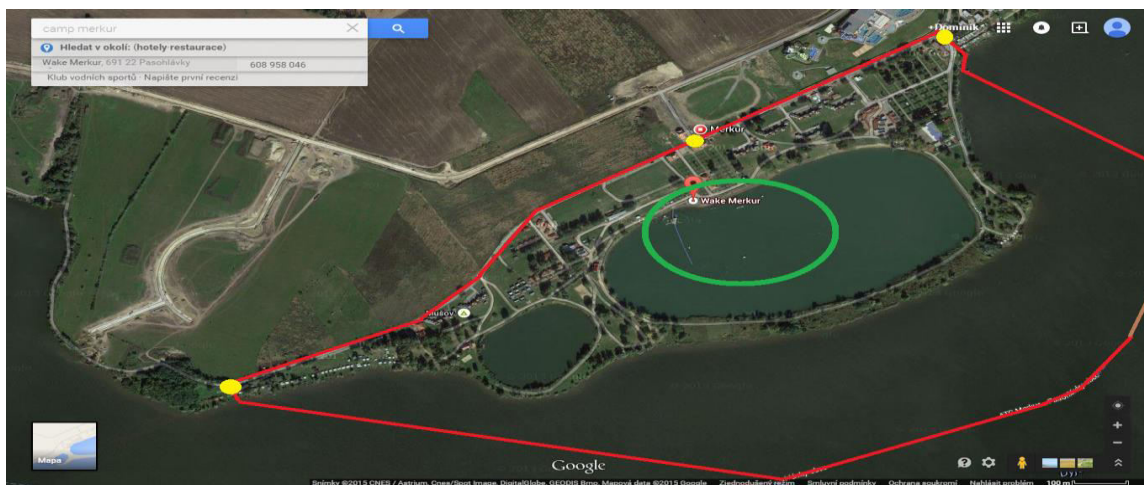 camp merkur
+Dominik
Hledat v okolí: (hotely restaurace)
Wake Merkur, 691 22 Pasohlávky
608 958 046
Klub vodních sportů · Napište první recenzi
Merkur
Wake Merkur
Mušov
Mapa
Google
Snímky ©2015 CNES / Astrium, Cnes/Spot Image, DigitalGlobe, GEODIS Brno, Mapová data ©2015 Google
Zjednodušený režim
Smluvní podmínky
Ochrana soukromí
Nahlásit problém
100 m